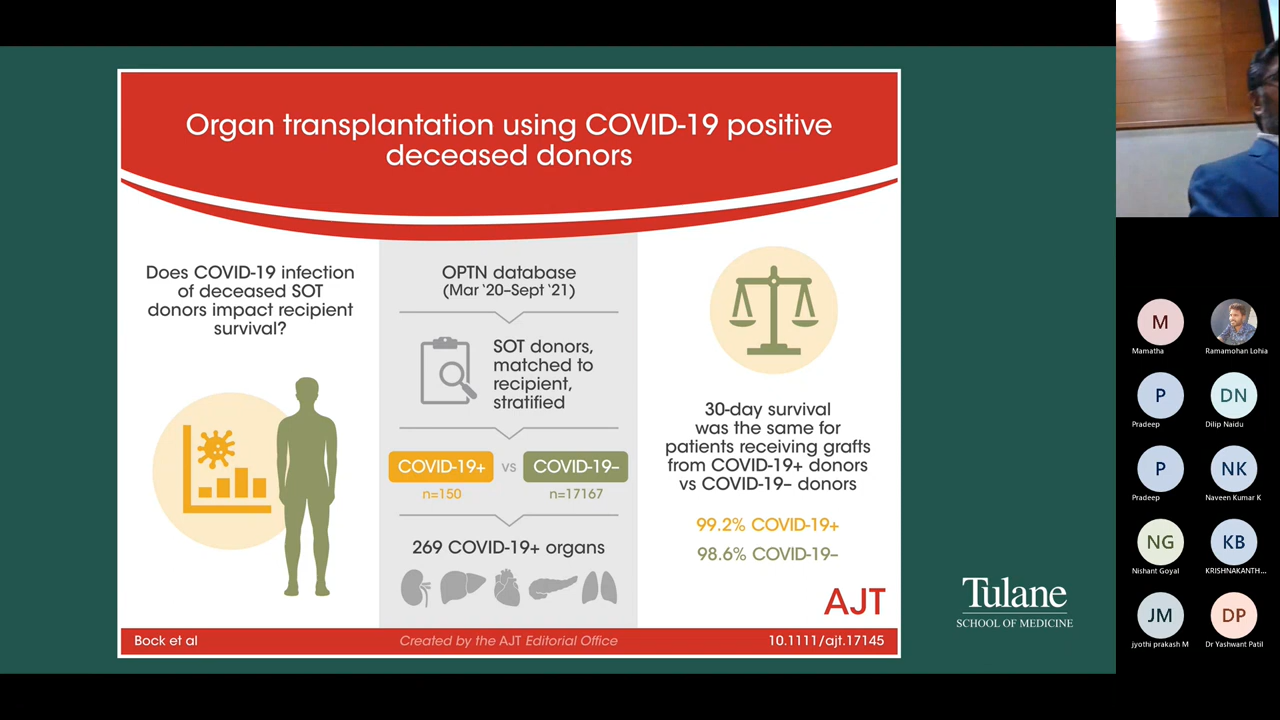 Organ transplantation using COVID-19 positive
deceased donors
Does COVID-19 infection
of deceased SOT
donors impact recipient
survival?
OPTN database
(Mar ‘20–Sept ‘21)
SOT donors,
matched to
recipient,
stratified
COVID-19+ vs COVID-19–
n=150 n=17167
269 COVID-19+ organs
30-day survival
was the same for
patients receiving grafts
from COVID-19+ donors
vs COVID-19– donors
99.2% COVID-19+
98.6% COVID-19–
AJT
Bock et al Created by the AJT Editorial Office 10.1111/ajt.17145
Tulane
SCHOOL OF MEDICINE
M
Mamatha Ramamohan Lohia
P DN
Pradeep Dilip Naidu
P NK
Pradeep Naveen Kumar K
NG KB
Nishant Goyal KRISHNAKANTH...
JM DP
jyothi prakash M Dr Yashwant Patil